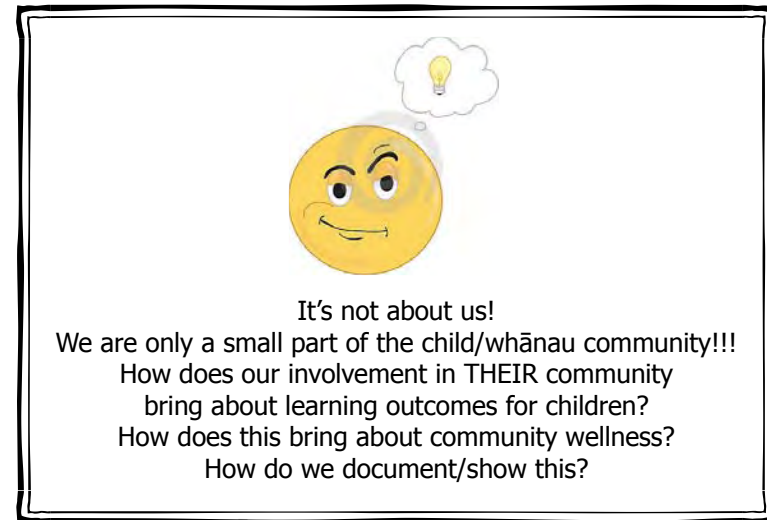 It’s not about us!
We are only a small part of the child/whānau community!!!
How does our involvement in THEIR community
bring about learning outcomes for children?
How does this bring about community wellness?
How do we document/show this?